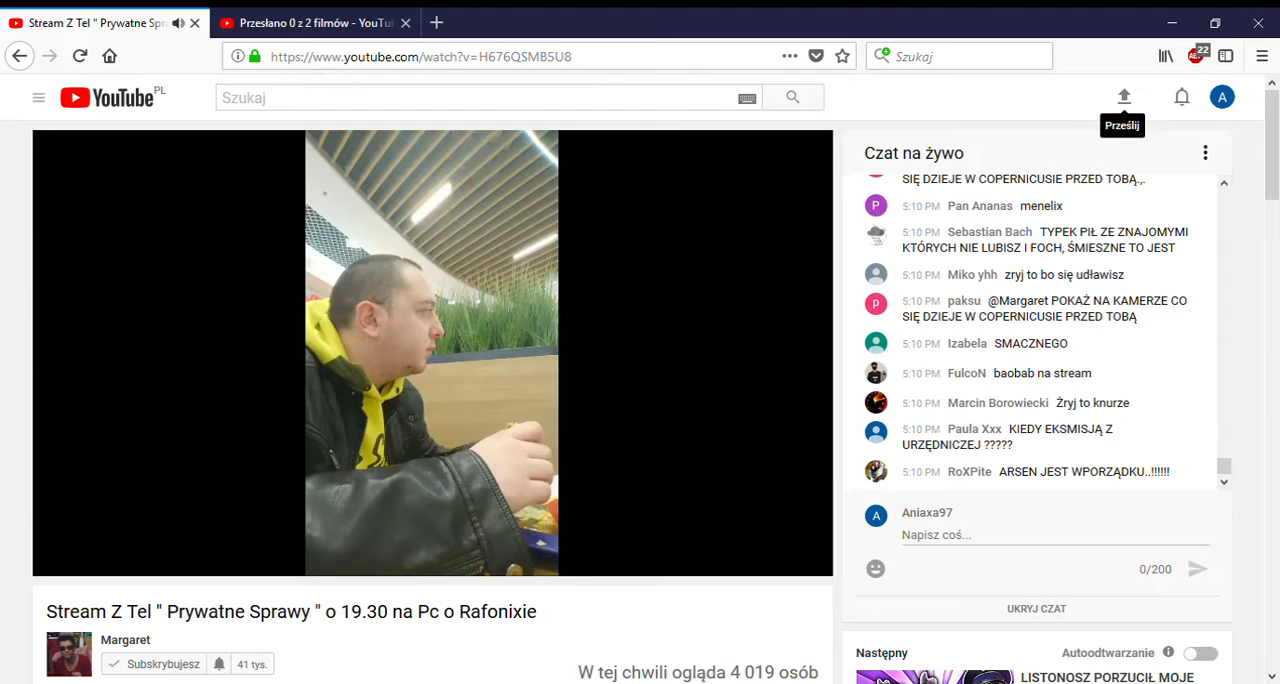 Stream Z Tel " Prywatne Spr
Przesłano 0 z 2 filmów - YouTu
https://www.youtube.com/watch?v=H676QSMB5U8
Szukaj
22
YouTube PL
Szukaj
A
Prześlij
Czat na żywo
SIĘ DZIEJE W COPERNICUSIE PRZED TOBĄ.,.
P 5:10 PM Pan Ananas menelix
5:10 PM Sebastian Bach TYPEK PIŁ ZE ZNAJOMYMI
KTÓRYCH NIE LUBISZ I FOCH, ŚMIESZNE TO JEST
5:10 PM Miko yhh zryj to bo się udławisz
p 5:10 PM paksu @Margaret POKAŻ NA KAMERZE CO
SIĘ DZIEJE W COPERNICUSIE PRZED TOBĄ
5:10 PM Izabela SMACZNEGO
5:10 PM FulcoN baobab na stream
5:10 PM Marcin Borowiecki Żryj to knurze
5:10 PM Paula Xxx KIEDY EKSMISJĄ Z
URZĘDNICZEJ ?????
5:10 PM RoXPite ARSEN JEST WPORZĄDKU..!!!!!!
A Aniaxa97
Napisz coś...
0/200
UKRYJ CZAT
Stream Z Tel " Prywatne Sprawy " o 19.30 na Pc o Rafonixie
Margaret
Subskrybujesz 41 tys.
W tej chwili ogląda 4 019 osób
Następny
Autoodtwarzanie
LISTONOSZ PORZUCIŁ MOJE